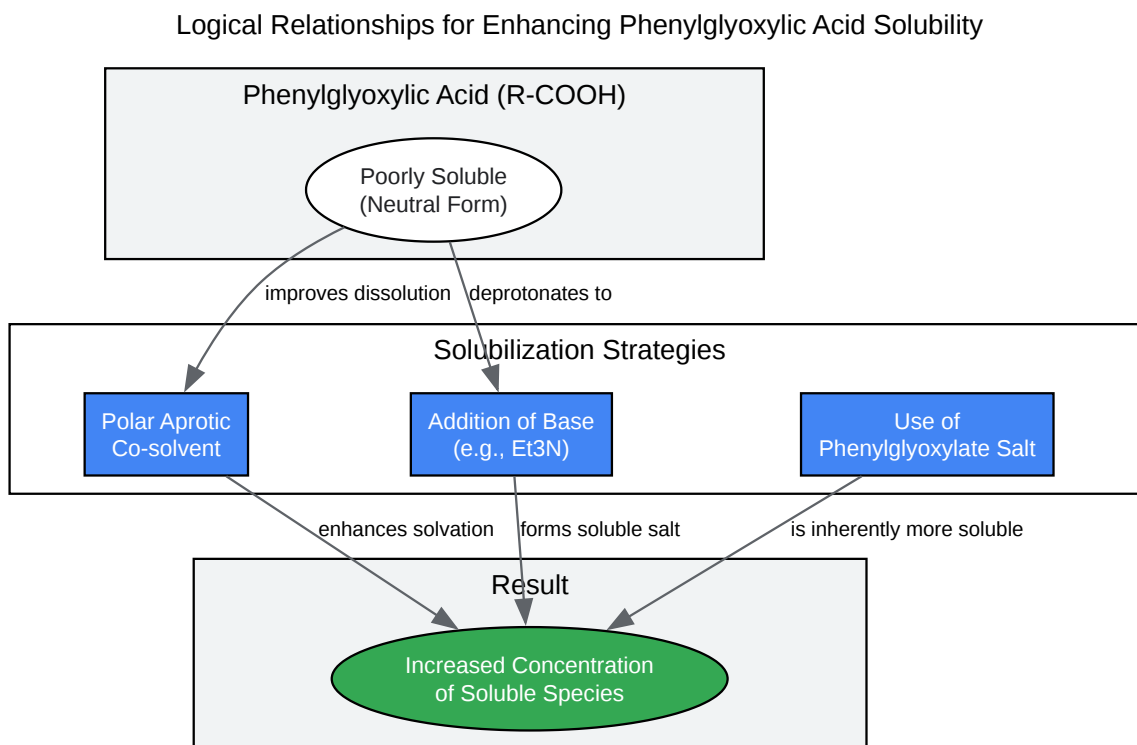 Logical Relationships for Enhancing Phenylglyoxylic Acid Solubility
Phenylglyoxylic Acid (R-COOH)
Poorly Soluble
(Neutral Form)
improves dissolution
deprotonates to
Solubilization Strategies
Polar Aprotic
Co-solvent
Addition of Base
(e.g., Et3N)
Use of
Phenylglyoxylate Salt
enhances solvation
forms soluble salt
is inherently more soluble
Result
Increased Concentration
of Soluble Species